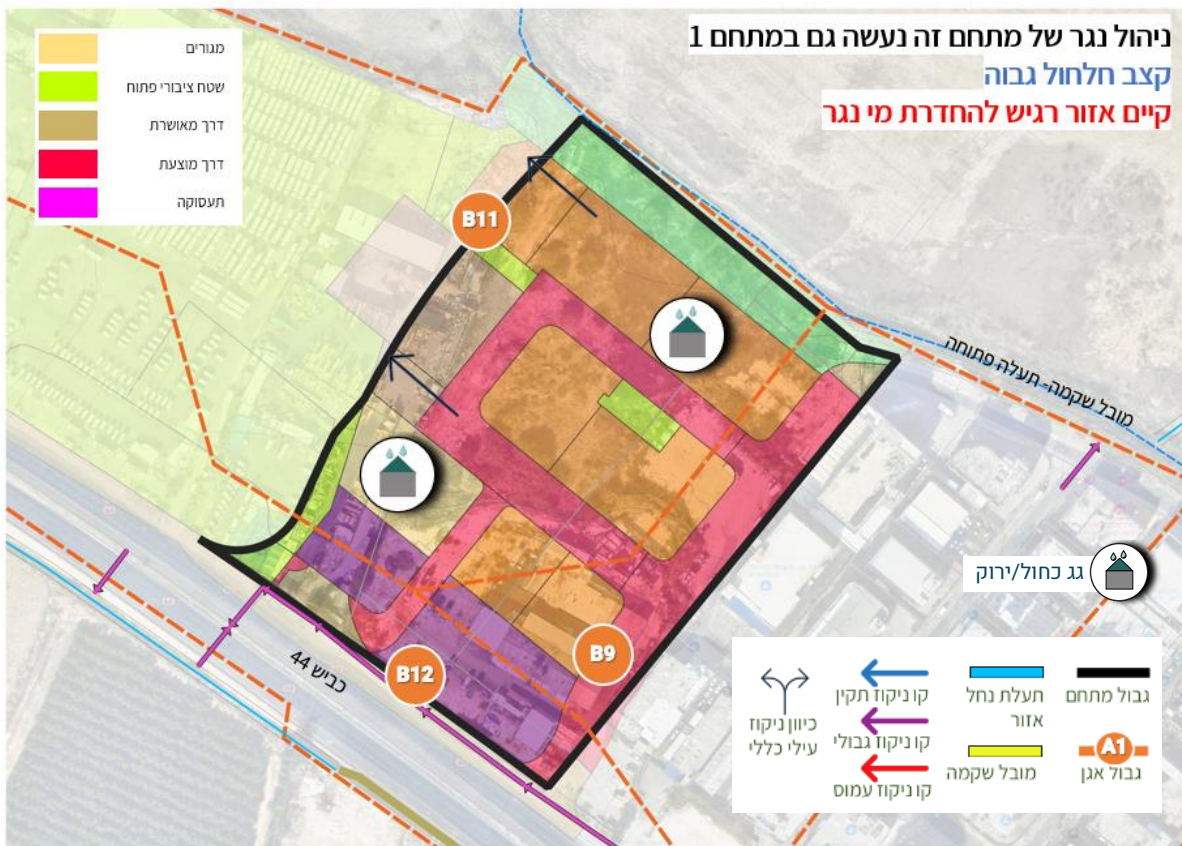 ניהול נגר של מתחם זה נעשה גם במתחם 1
קצב חלחול גבוה
קיים אזור רגיש להחדרת מי נגר
מגורים
שטח ציבורי פתוח
דרך מאושרת
דרך מוצעת
תעסוקה
B11
מובל שקמה- תעלה פתוחה
B9
B12
כביש 44
גג כחול/ירוק
גבול מתחם
תעלת נחל
אזור
קו ניקוז תקין
כיוון ניקוז
עילי כללי
קו ניקוז גבולי
A1
גבול אגן
מובל שקמה
קו ניקוז עמוס